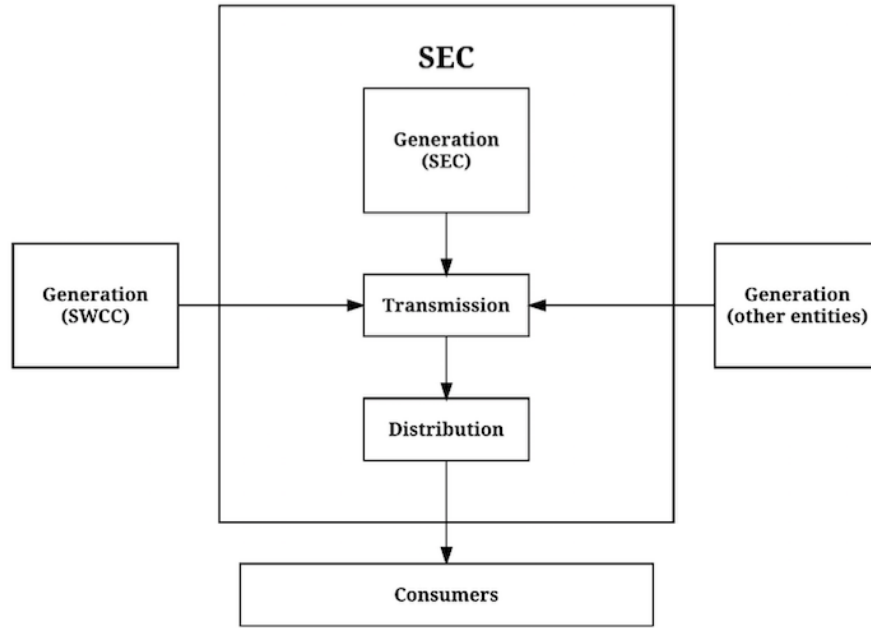 SEC
Generation
(SEC)
Generation
(SWCC)
Transmission
Generation
(other entities)
Distribution
Consumers